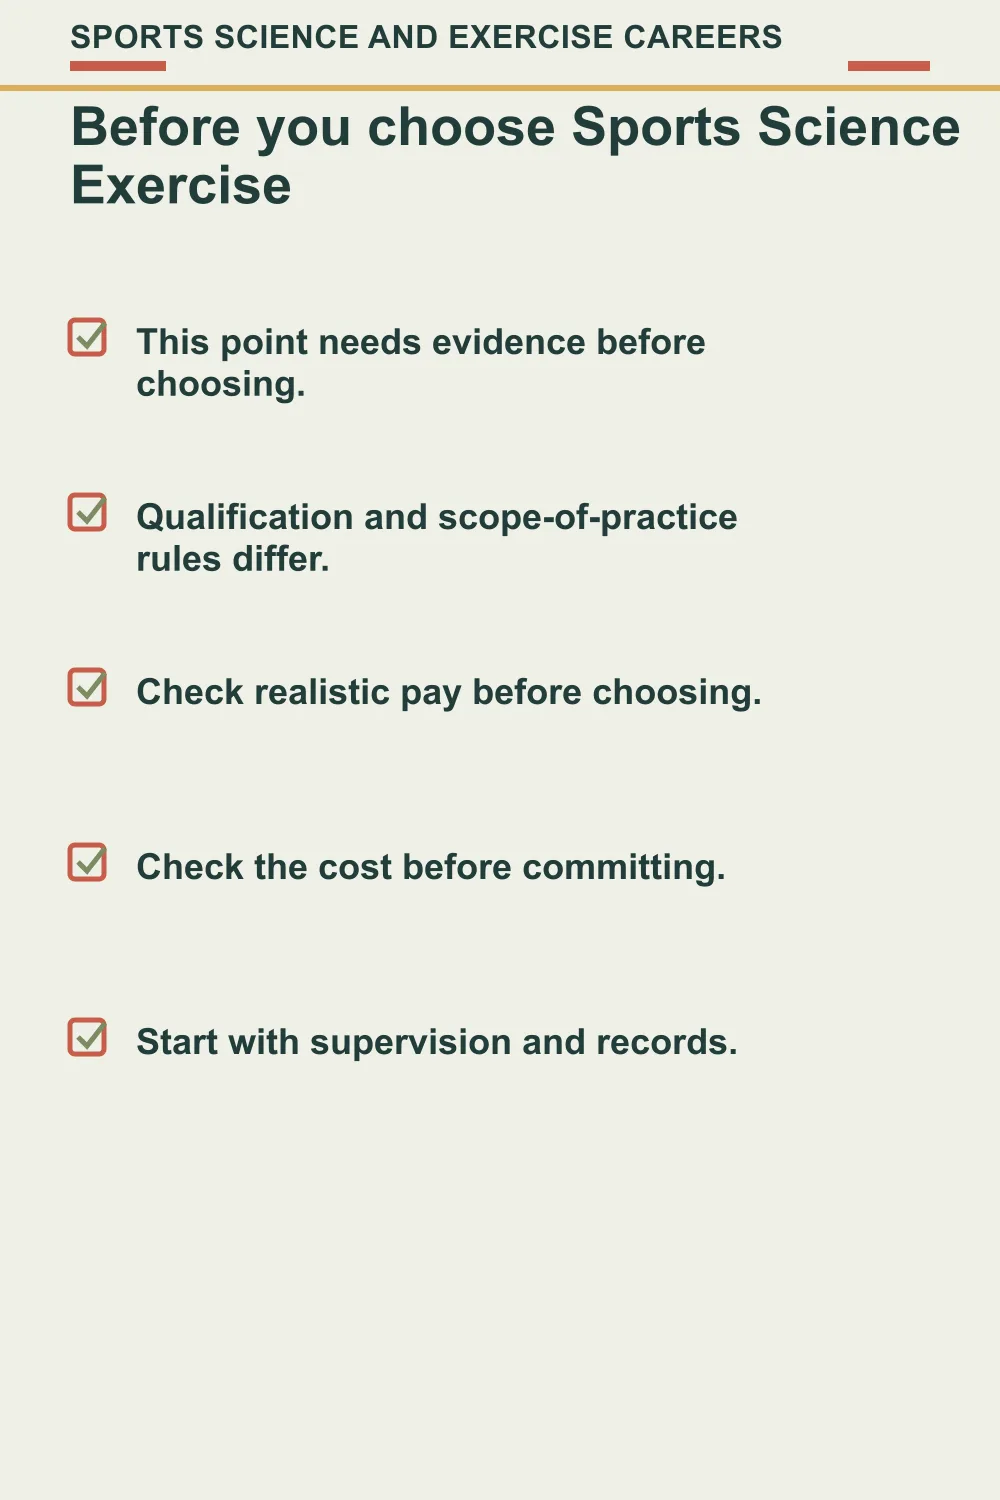 SPORTS SCIENCE AND EXERCISE CAREERS
Before you choose Sports Science
Exercise
This point needs evidence before
choosing.
Qualification and scope-of-practice
rules differ.
Check realistic pay before choosing.
Check the cost before committing.
Start with supervision and records.